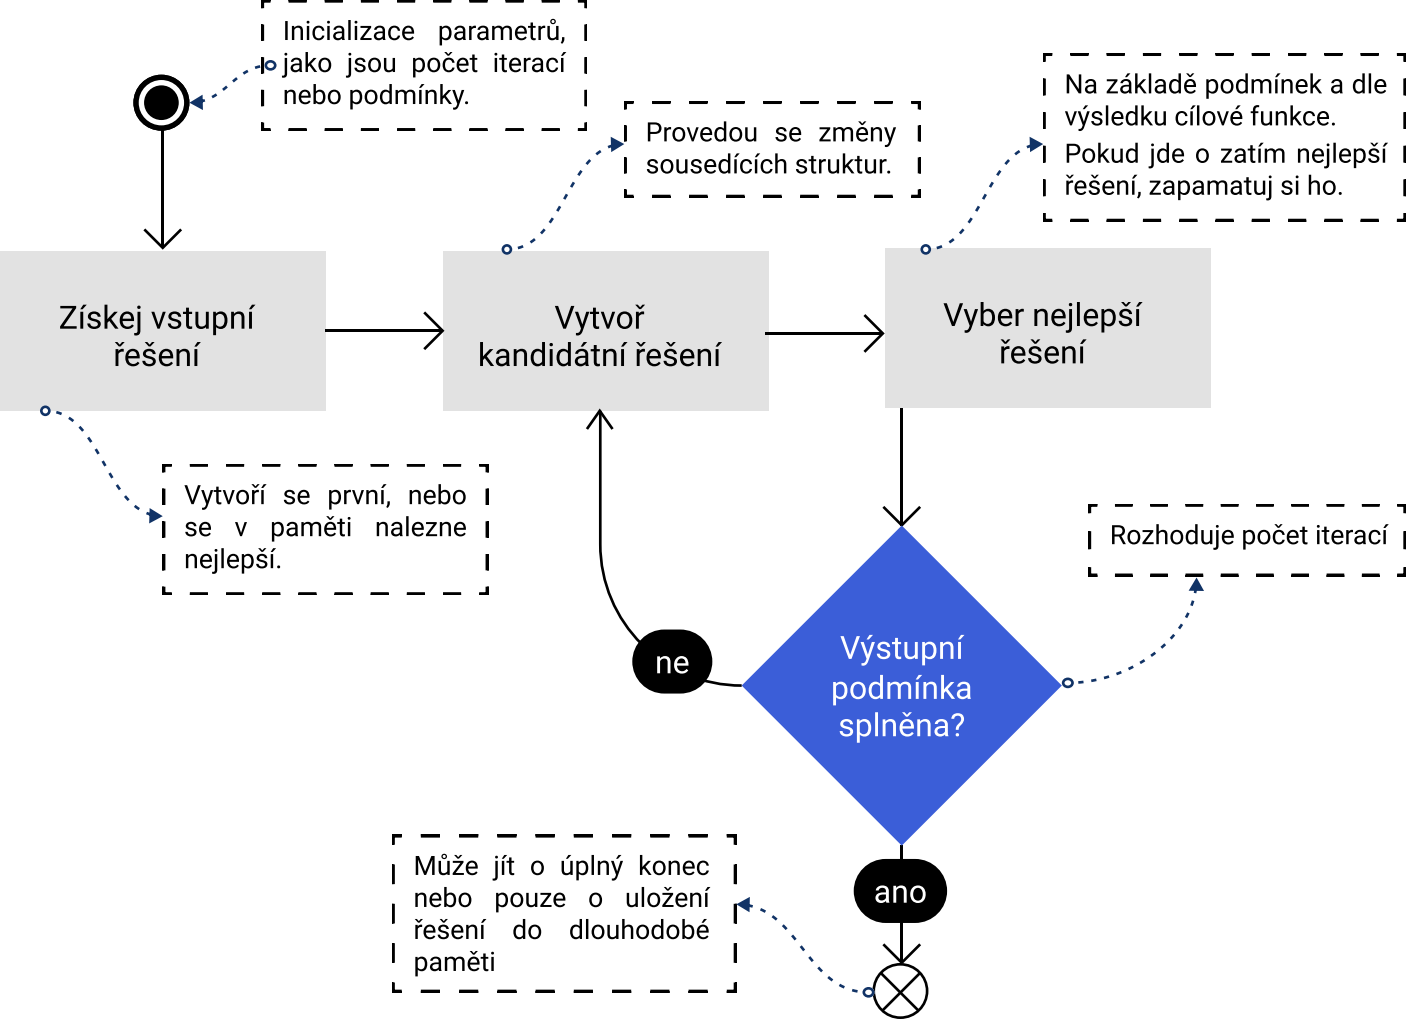 Inicializace parametrů,
jako jsou počet iterací
nebo podmínky.
Provedou se změny
sousedících struktur.
Na základě podmínek a dle
výsledku cílové funkce.
Pokud jde o zatím nejlepší
řešení, zapamatuj si ho.
Získej vstupní
řešení
Vytvoř
kandidátní řešení
Vyber nejlepší
řešení
Vytvoří se první, nebo
se v paměti nalezne
nejlepší.
Rozhoduje počet iterací
ne
Výstupní
podmínka
splněna?
Může jít o úplný konec
nebo pouze o uložení
řešení do dlouhodobé
paměti
ano